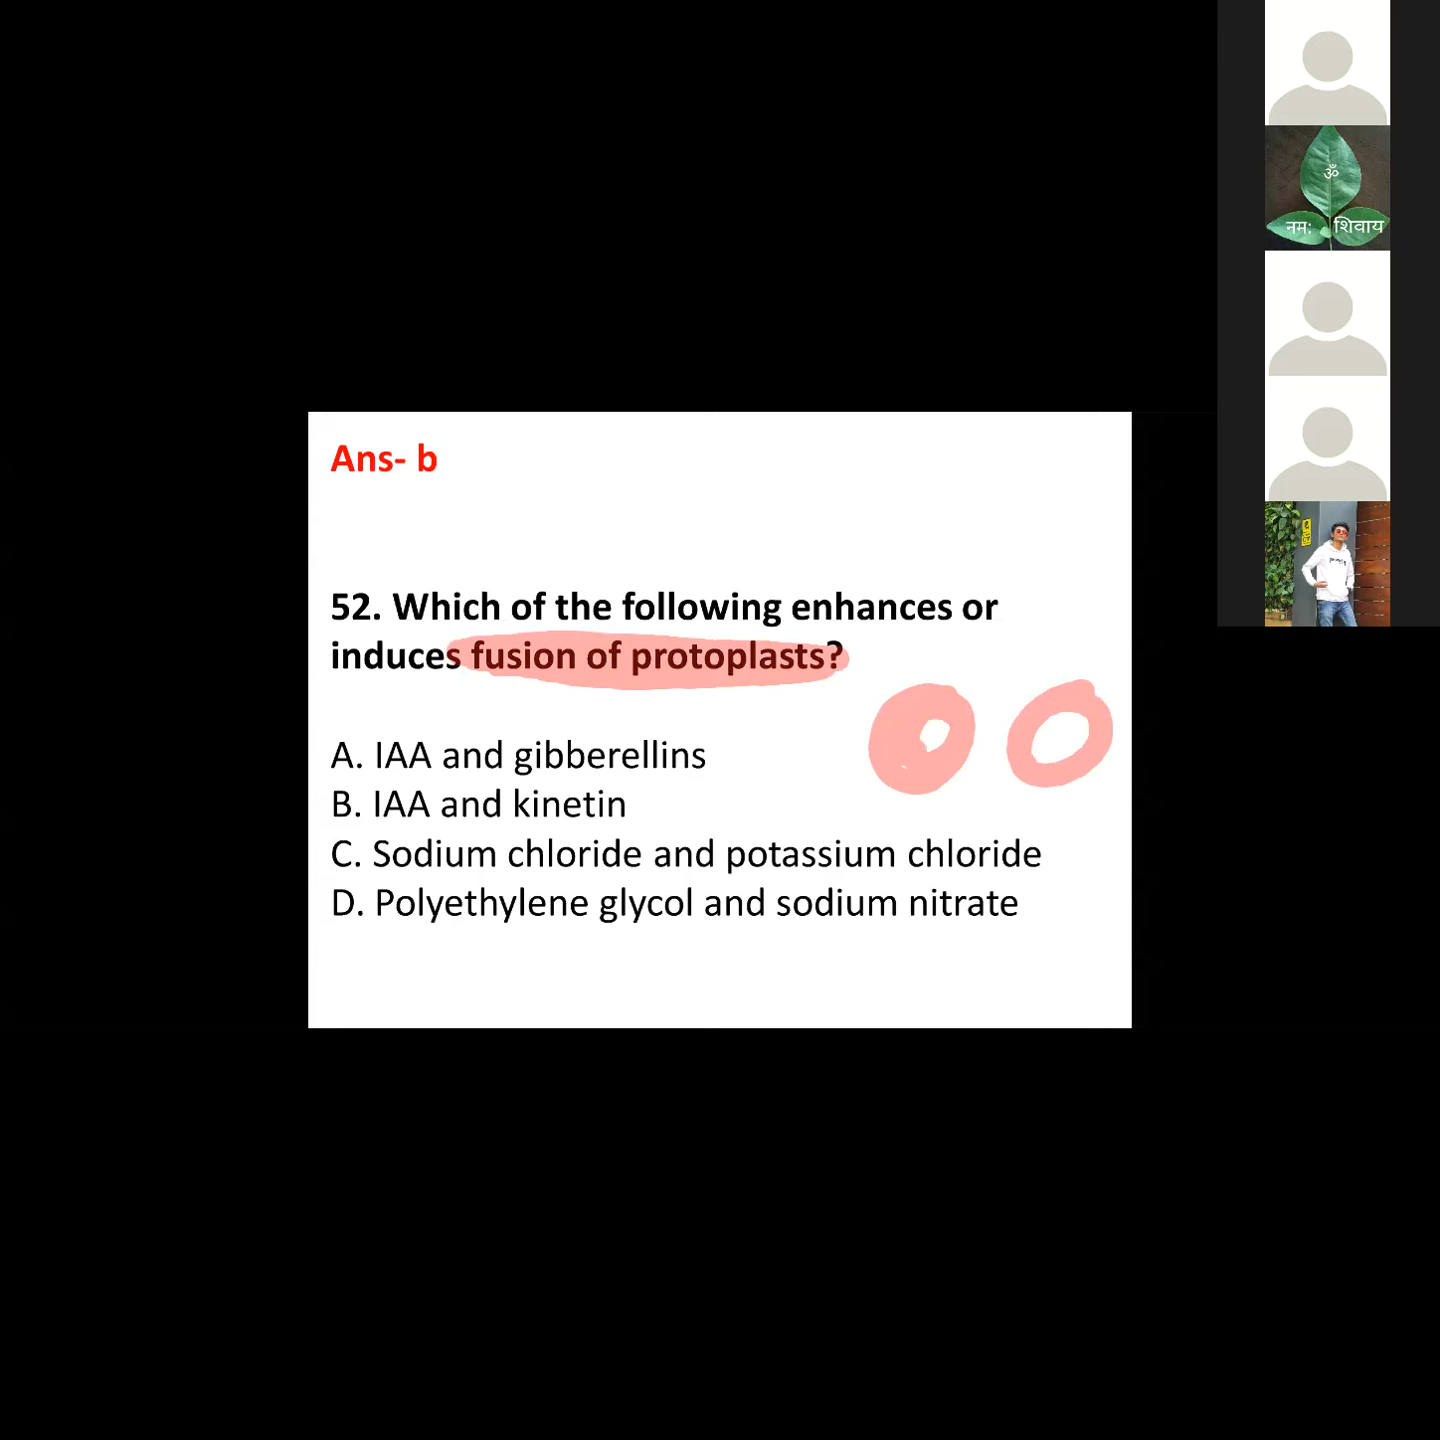 Ans- b
52. Which of the following enhances or
induces fusion of protoplasts?
A. IAA and gibberellins
B. IAA and kinetin
C. Sodium chloride and potassium chloride
D. Polyethylene glycol and sodium nitrate
ॐ
नम: शिवाय